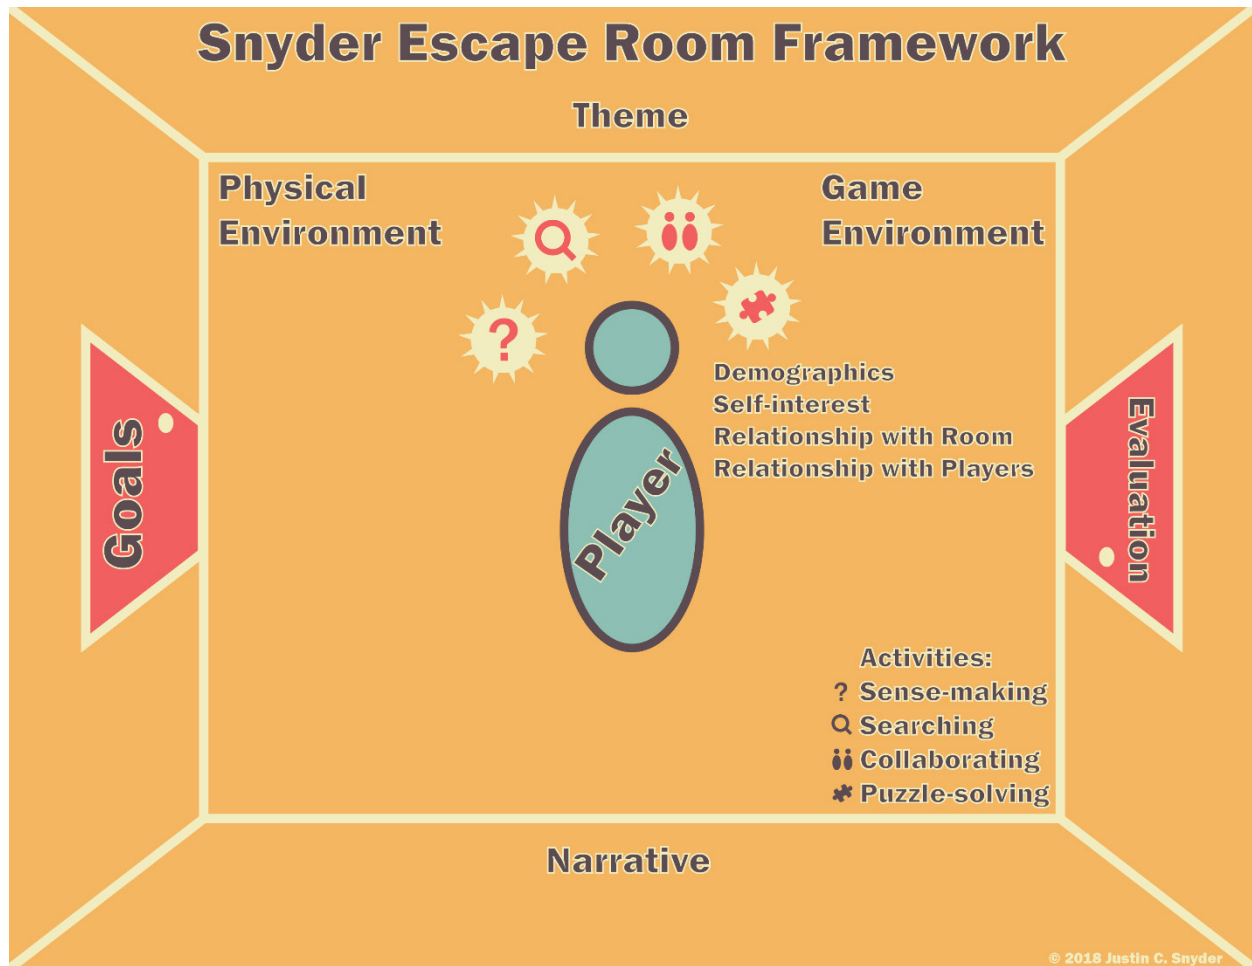 Snyder Escape Room Framework
Theme
Physical
Environment
Game
Environment
?
Demographics
Self-interest
Relationship with Room
Relationship with Players
Goals
Player
Evaluation
Activities:
? Sense-making
Searching
Collaborating
Puzzle-solving
Narrative
© 2018 Justin C. Snyder